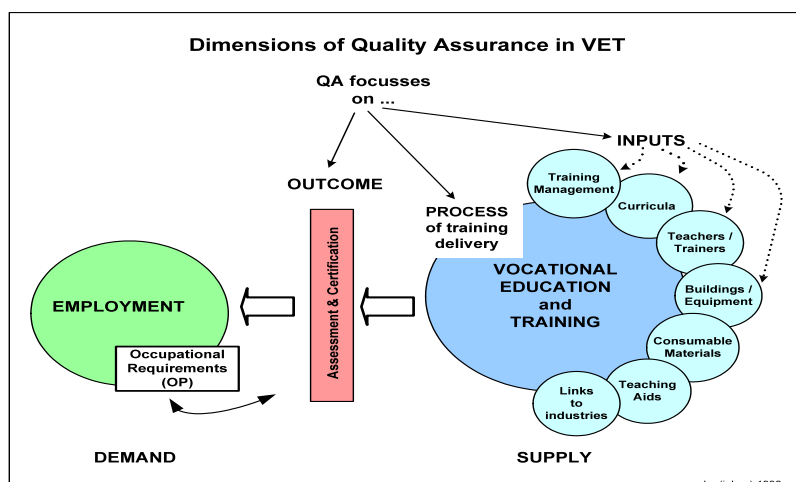 Dimensions of Quality Assurance in VET
QA focusses
on ...
INPUTS
OUTCOME
PROCESS
of training
delivery
Training
Management
Curricula
Teachers /
Trainers
Buildings /
Equipment
Consumable
Materials
Teaching
Aids
Links
to
industries
VOCATIONAL
EDUCATION
and
TRAINING
Assessment & Certification
EMPLOYMENT
Occupational
Requirements
(OP)
DEMAND
SUPPLY